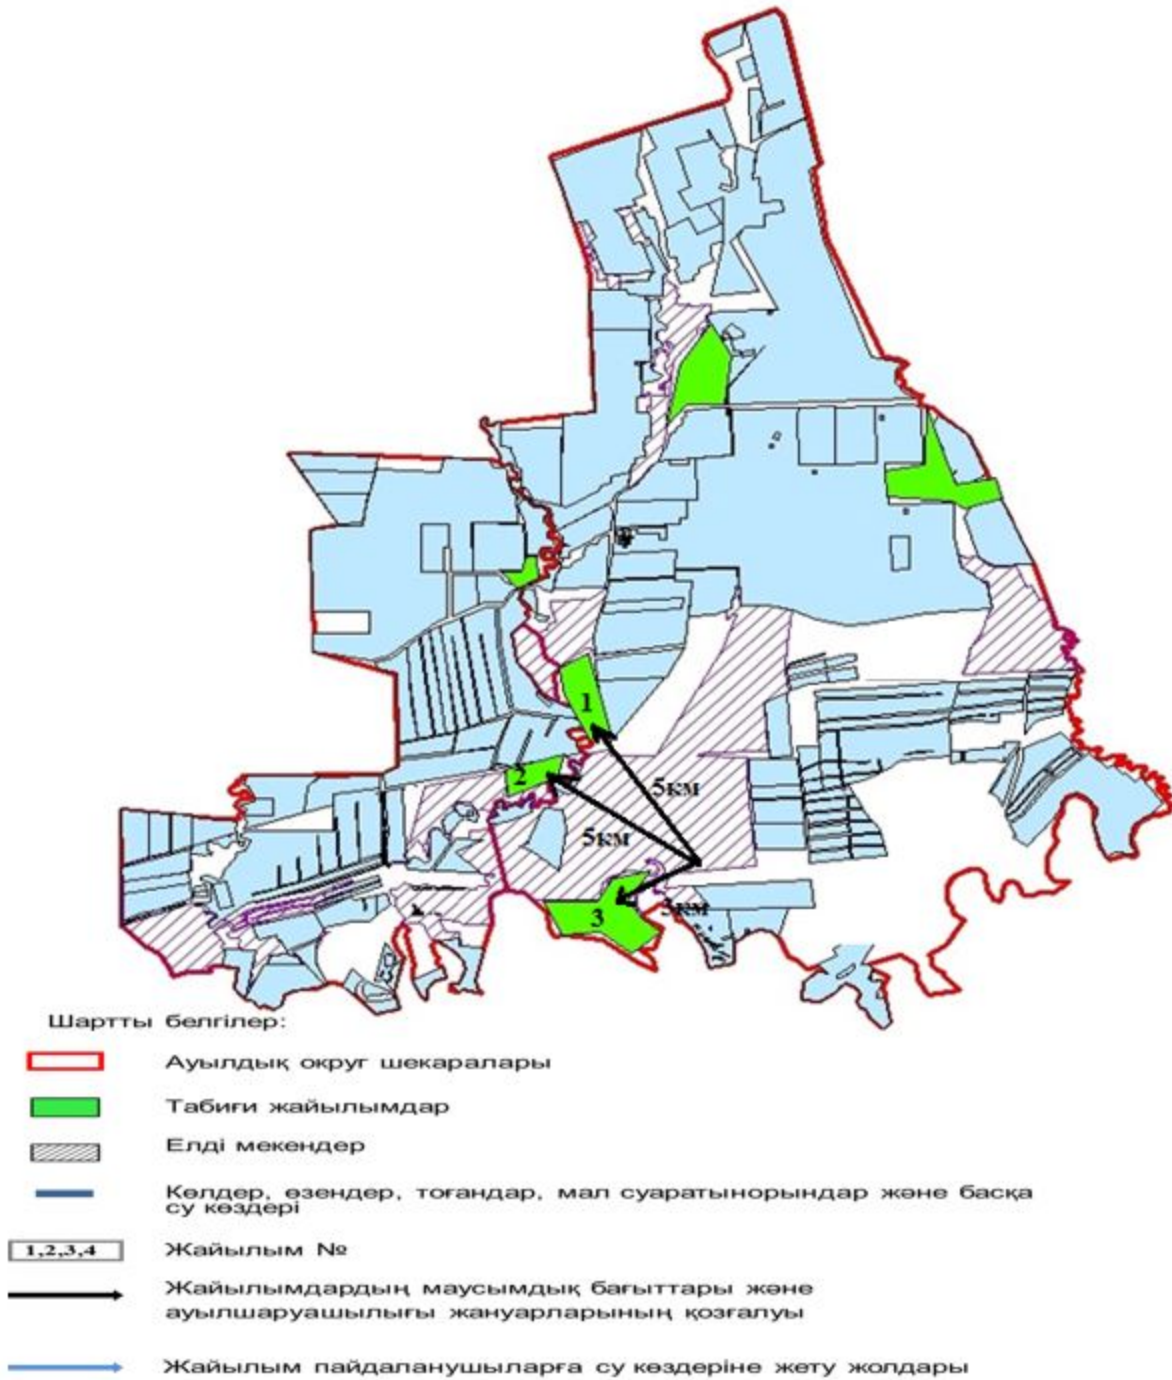 1
2
5км
5км
3
3км
Шартты белгілер:
Ауылдық округ шекаралары
Табиғи жайылымдар
Елді мекендер
Көлдер, өзендер, тоғандар, мал суаратынорындар және басқа
су көздері
1,2,3,4 Жайылым №
Жайылымдардың маусымдық бағыттары және
ауылшаруашылығы жануарларының қозғалуы
Жайылым пайдаланушыларға су көздеріне жету жолдары